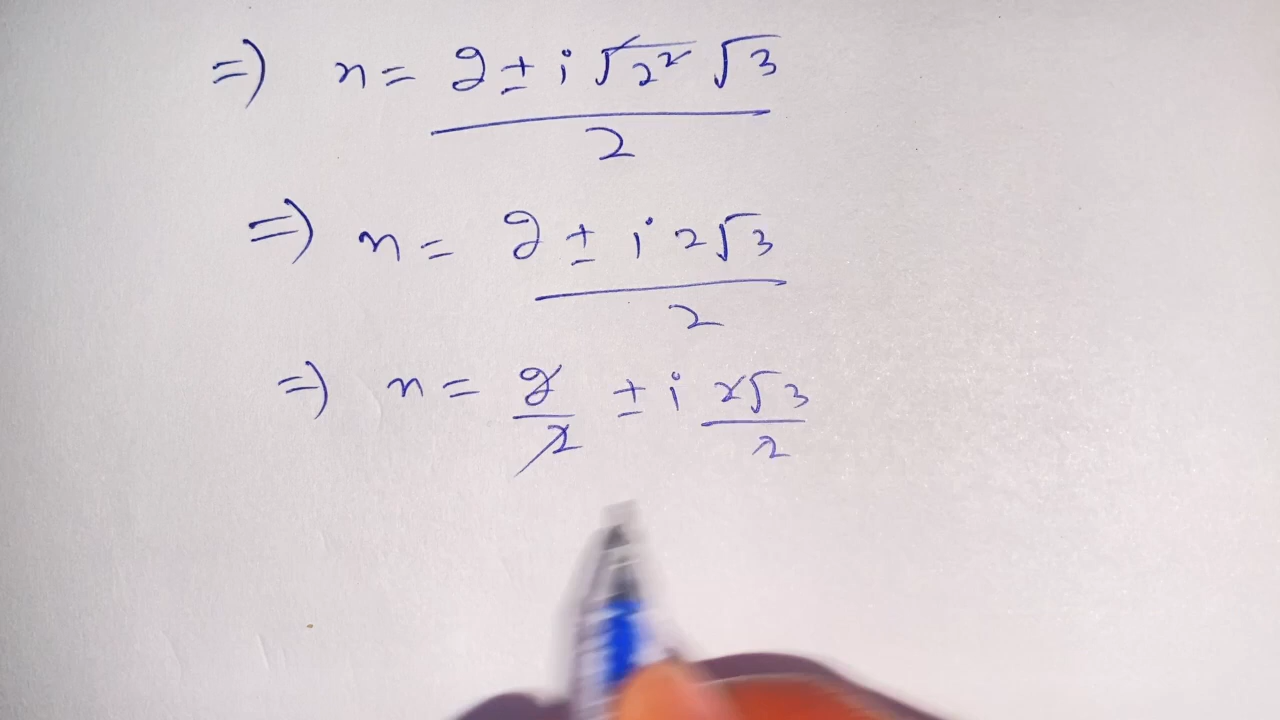 ⇒) n = 2 ± i √2² √3 / 2
⇒) n = 2 ± i 2√3 / 2
⇒) n = 2/2 ± i 2√3/2